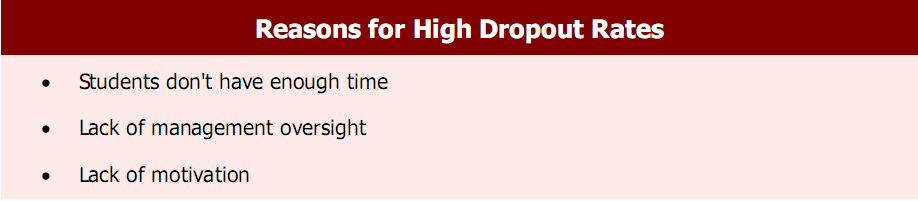 Reasons for High Dropout Rates
• Students don't have enough time
• Lack of management oversight
• Lack of motivation